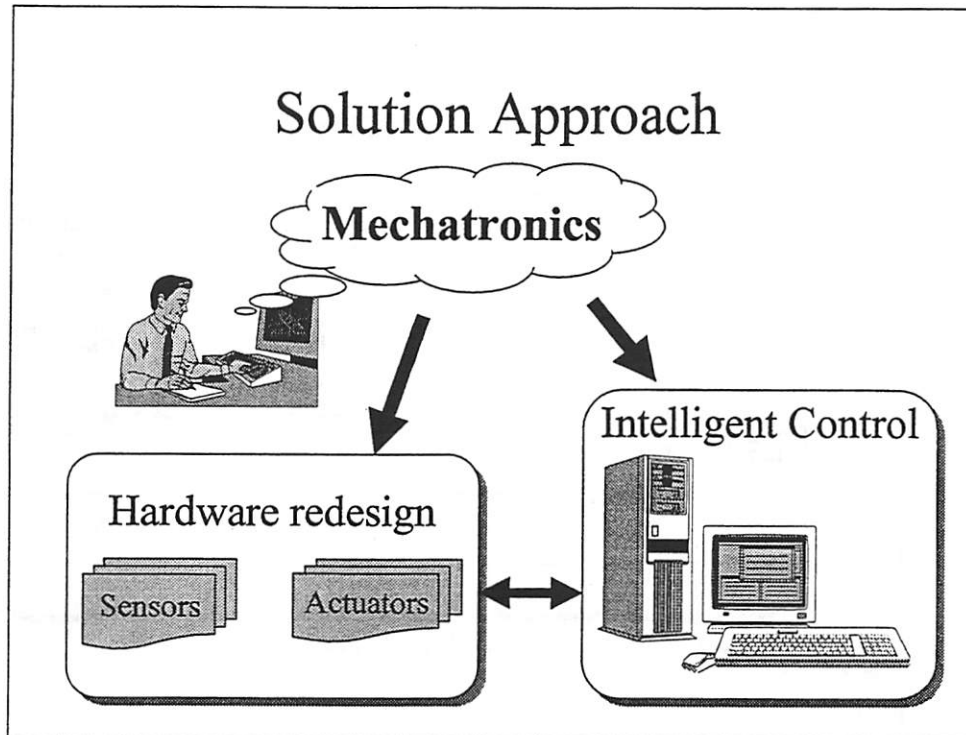 Solution Approach
Mechatronics
Intelligent Control
Hardware redesign
Sensors
Actuators